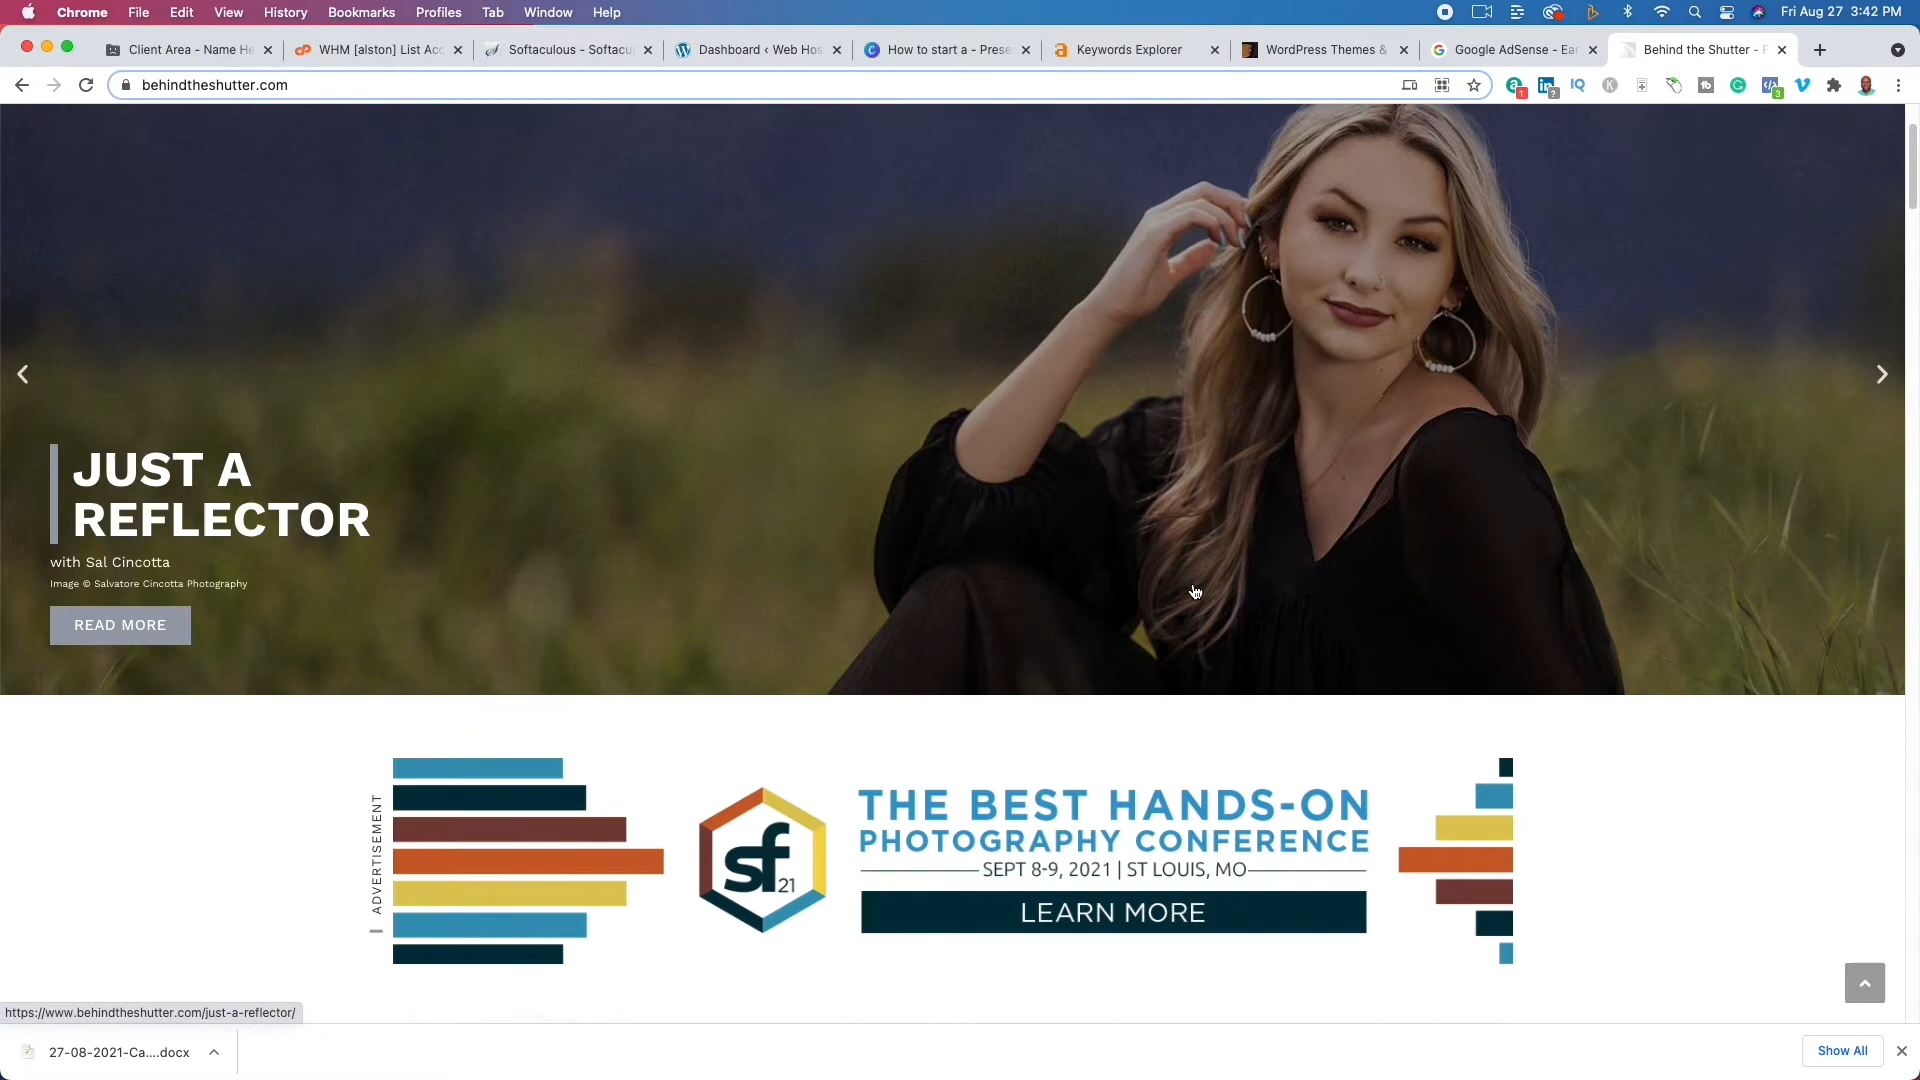 Chrome File Edit View History Bookmarks Profiles Tab Window Help
Fri Aug 27 3:42 PM
Client Area - Name He
WHM [alston] List Acc
Softaculous - Softacu
Dashboard ‹ Web Hos
How to start a - Prese
Keywords Explorer
WordPress Themes &
Google AdSense - Ear
Behind the Shutter - F
behindtheshutter.com
JUST A
REFLECTOR
with Sal Cincotta
Image © Salvatore Cincotta Photography
READ MORE
ADVERTISEMENT
sf 21
THE BEST HANDS-ON
PHOTOGRAPHY CONFERENCE
SEPT 8-9, 2021 | ST LOUIS, MO
LEARN MORE
https://www.behindtheshutter.com/just-a-reflector/
27-08-2021-Ca....docx
Show All